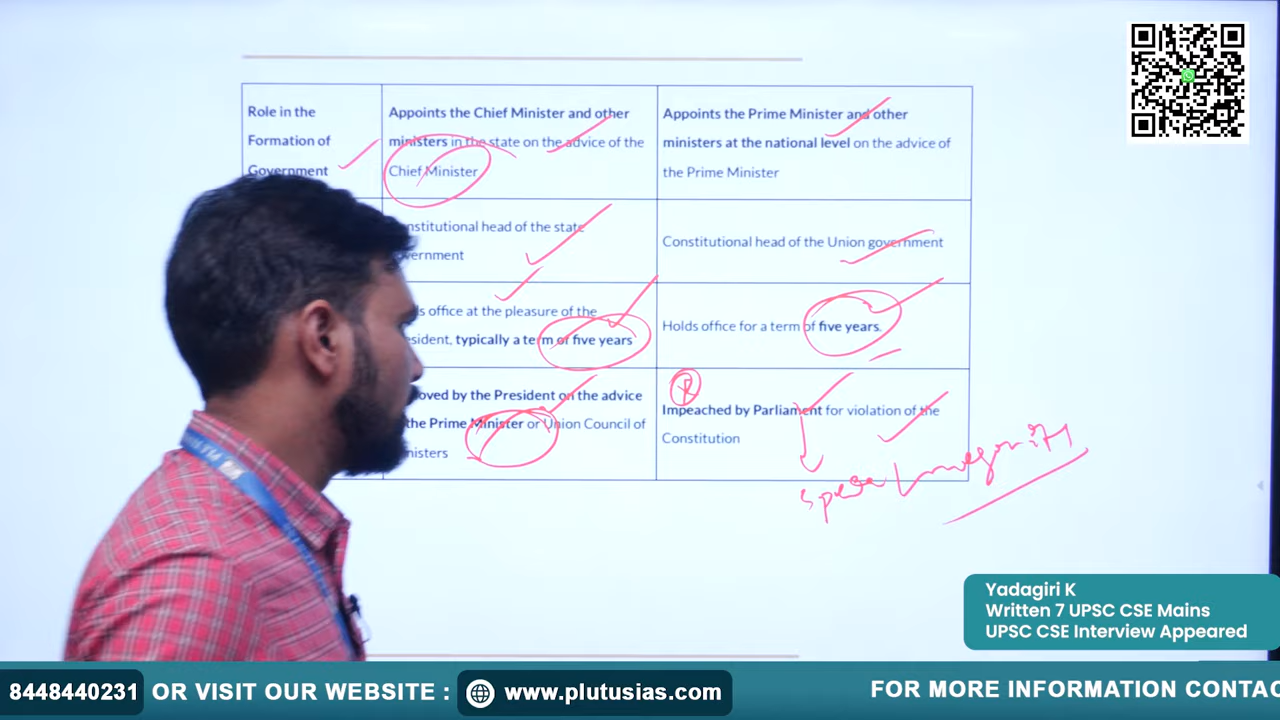 Role in the
Formation of
Government
Appoints the Chief Minister and other
ministers in the state on the advice of the
Chief Minister
Appoints the Prime Minister and other
ministers at the national level on the advice of
the Prime Minister
nstitutional head of the state
vernment
Constitutional head of the Union government
s office at the pleasure of the
esident, typically a term of five years
Holds office for a term of five years.
oved by the President on the advice
the Prime Minister or Union Council of
nisters
Impeached by Parliament for violation of the
Constitution
Yadagiri K
Written 7 UPSC CSE Mains
UPSC CSE Interview Appeared
8448440231 OR VISIT OUR WEBSITE : www.plutusias.com FOR MORE INFORMATION CONTAC